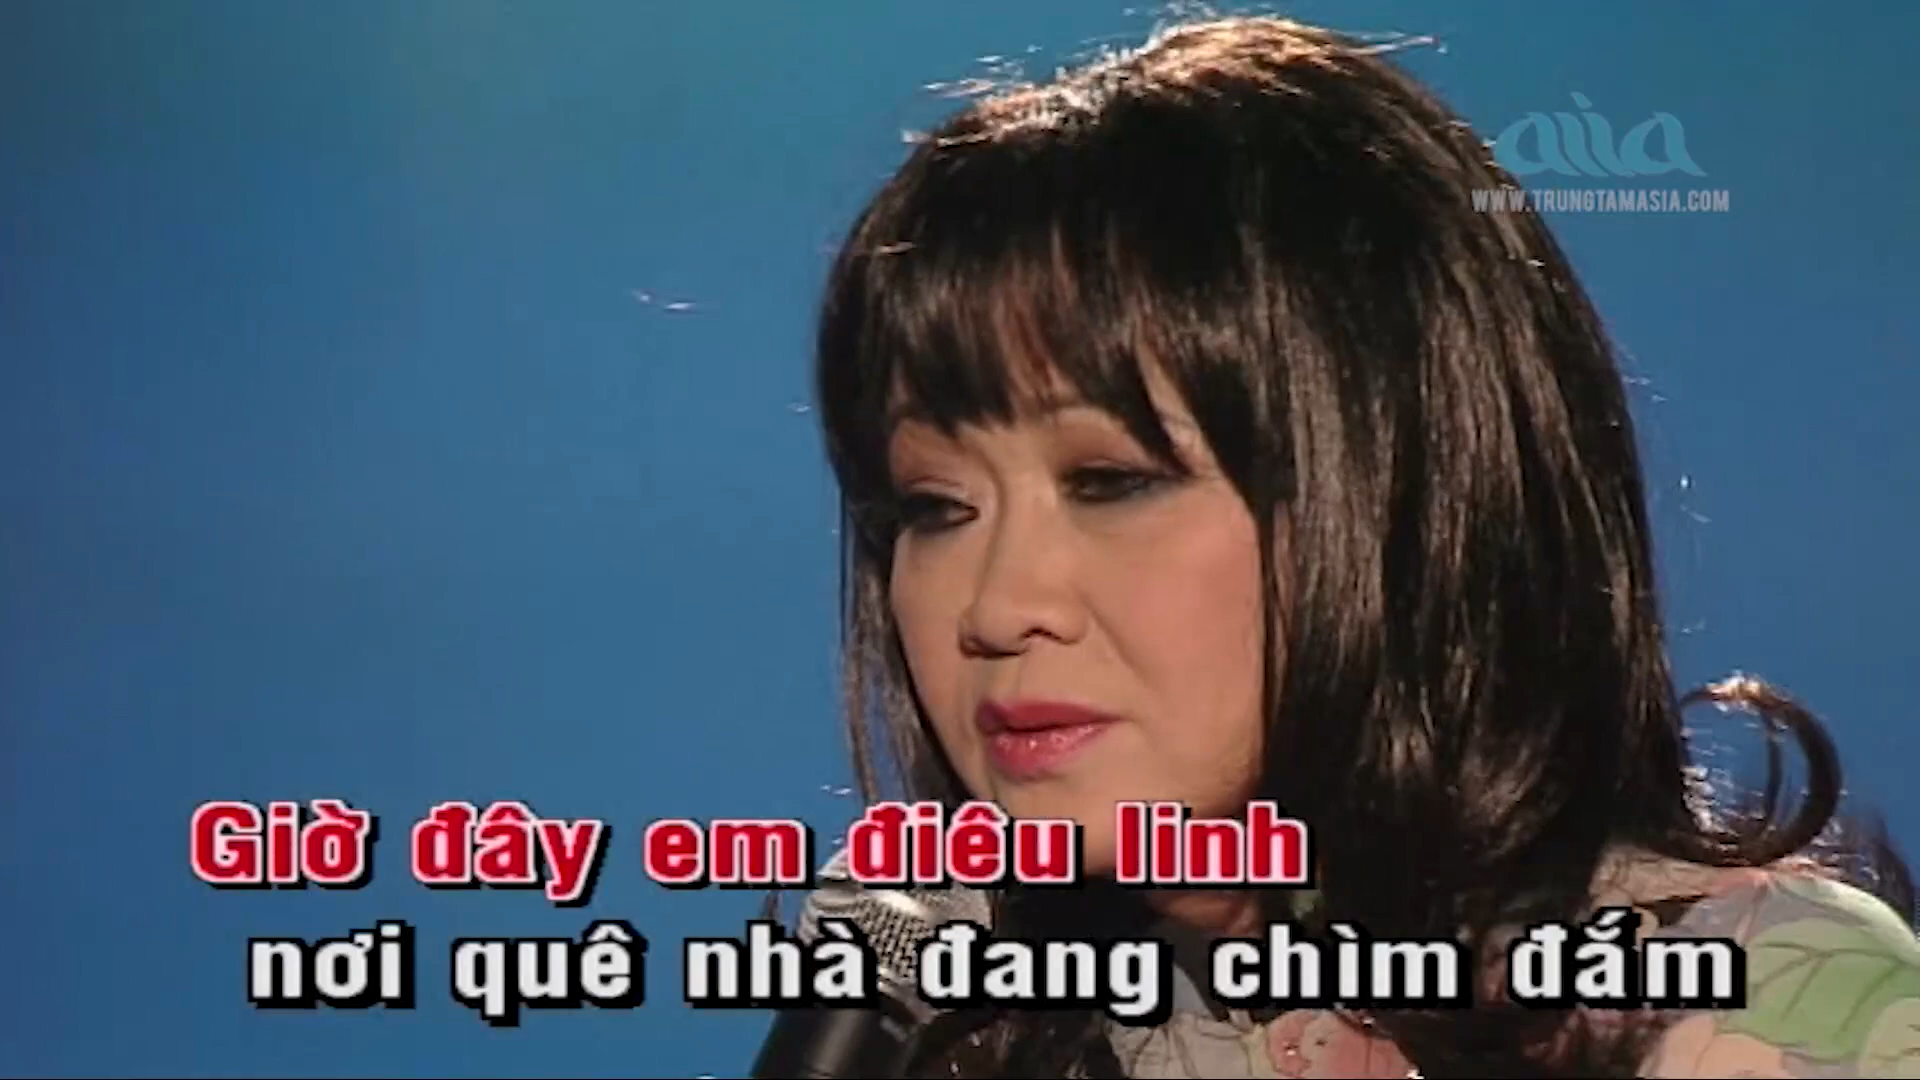 asia
WWW.TRUNGTAMASIA.COM
Giờ đây em điêu linh
nơi quê nhà đang chìm đắm